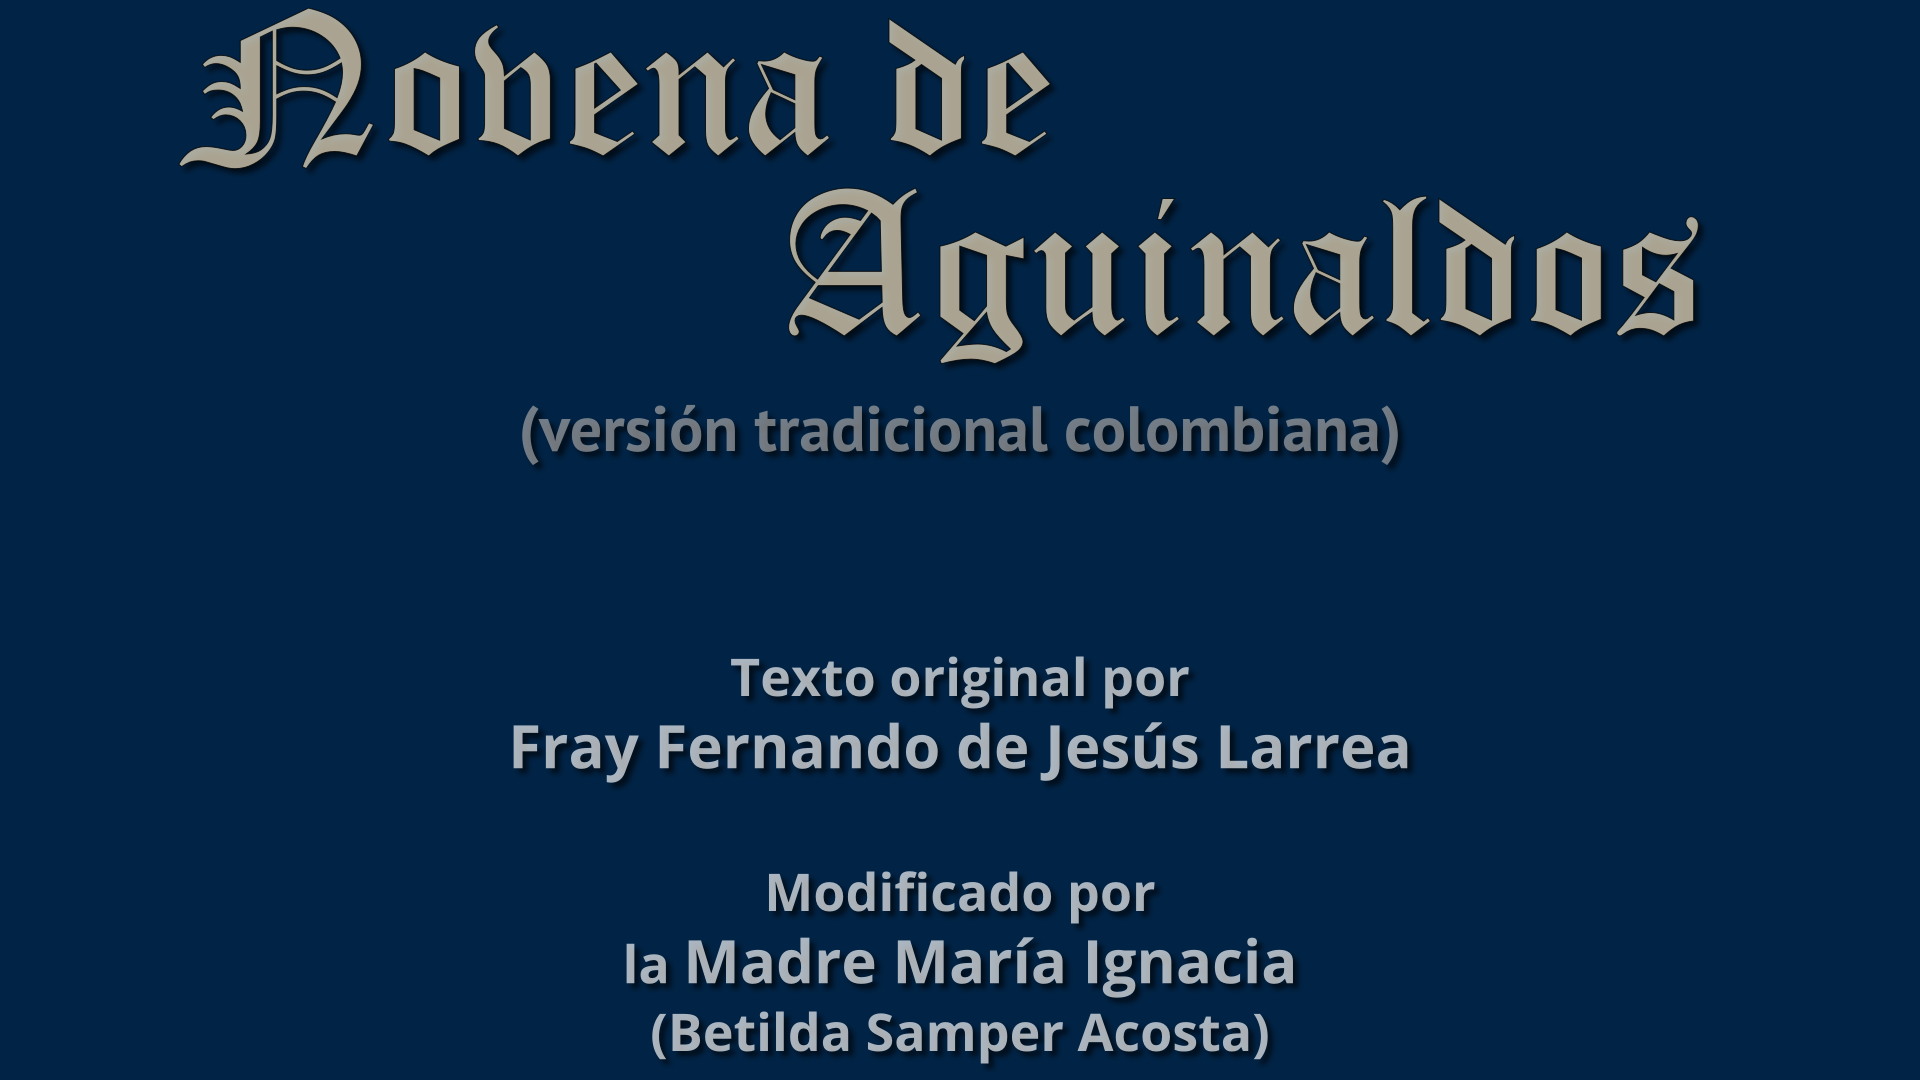 Novena de
Aguinaldos
(versión tradicional colombiana)
Texto original por
Fray Fernando de Jesús Larrea
Modificado por
la Madre María Ignacia
(Betilda Samper Acosta)